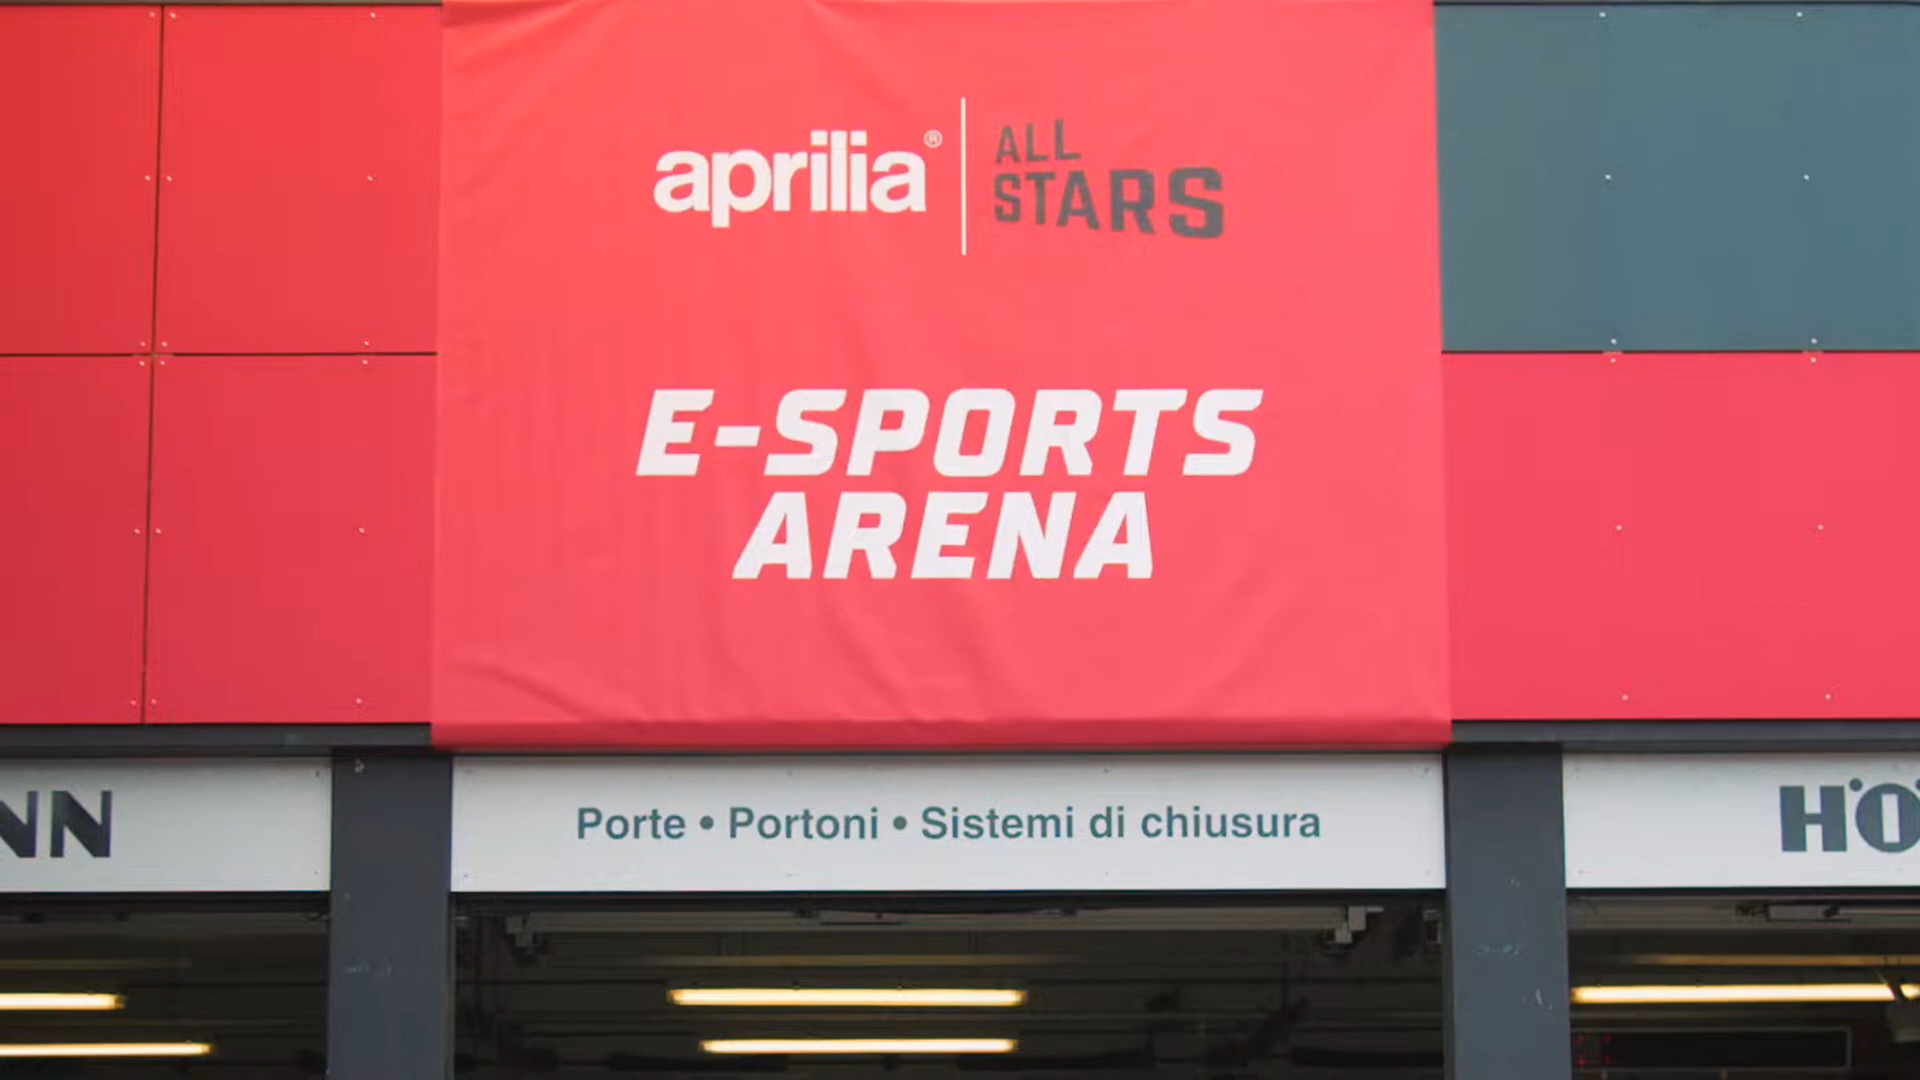 aprilia®
ALL
STARS
E-SPORTS
ARENA
NN
Porte • Portoni • Sistemi di chiusura
HÖ